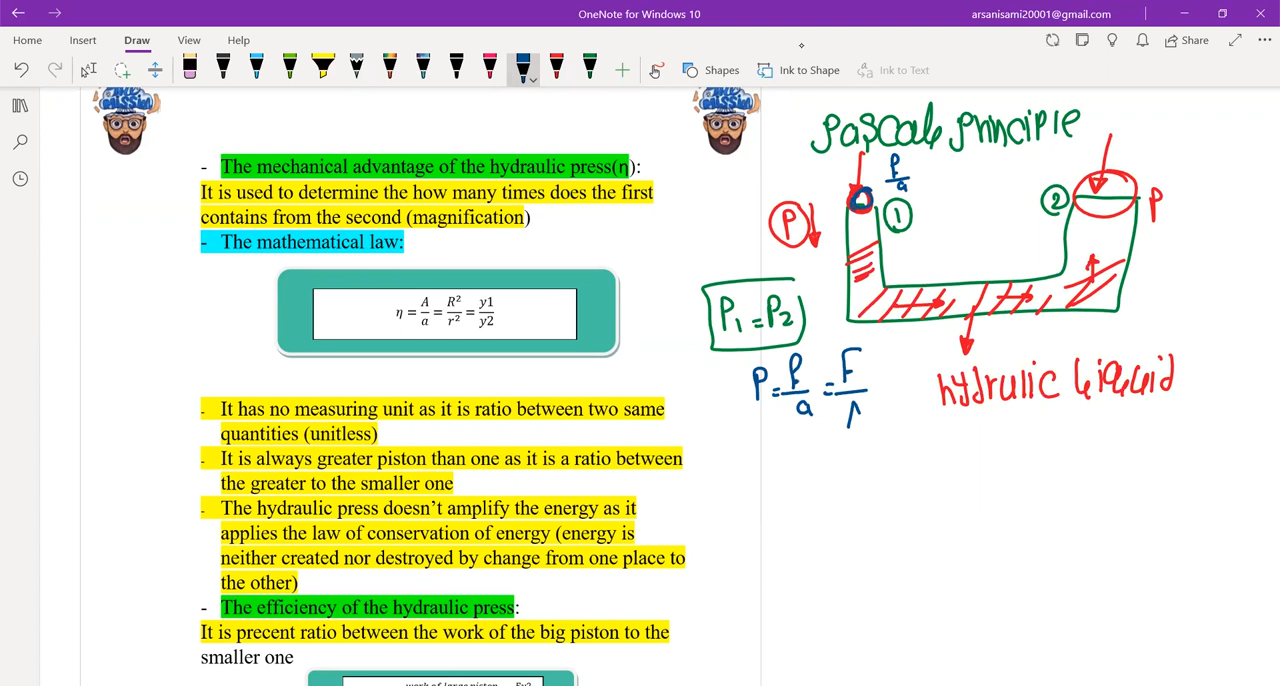 OneNote for Windows 10
arsanisami20001@gmail.com
Home Insert Draw View Help
Share
Shapes Ink to Shape Ink to Text
- The mechanical advantage of the hydraulic press(η):
It is used to determine the how many times does the first
contains from the second (magnification)
- The mathematical law:
η = A/a = R²/r² = y1/y2
- It has no measuring unit as it is ratio between two same
quantities (unitless)
- It is always greater piston than one as it is a ratio between
the greater to the smaller one
- The hydraulic press doesn't amplify the energy as it
applies the law of conservation of energy (energy is
neither created nor destroyed by change from one place to
the other)
- The efficiency of the hydraulic press:
It is precent ratio between the work of the big piston to the
smaller one
Pascals principle
f/a
P
1
2
P
P₁ = P₂
P = f/a = F/A
hydrulic liquid